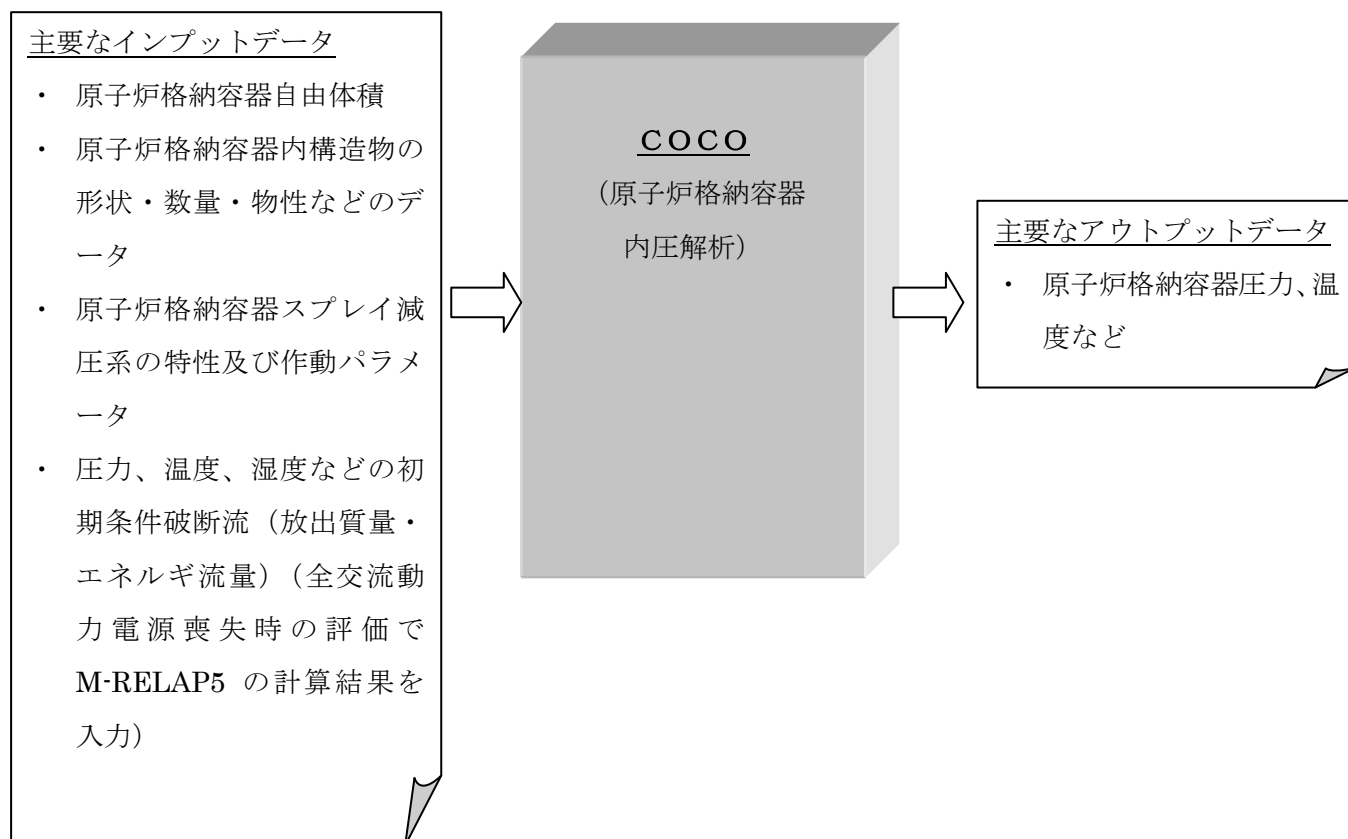 主要なインプットデータ
・ 原子炉格納容器自由体積
・ 原子炉格納容器内構造物の
形状・数量・物性などのデ
ータ
・ 原子炉格納容器スプレイ減
圧系の特性及び作動パラメ
ータ
・ 圧力、温度、湿度などの初
期条件破断流（放出質量・
エネルギ流量）（全交流動
力電源喪失時の評価で
M-RELAP5 の計算結果を
入力）
ＣＯＣＯ
（原子炉格納容器
内圧解析）
主要なアウトプットデータ
・ 原子炉格納容器圧力、温
度など